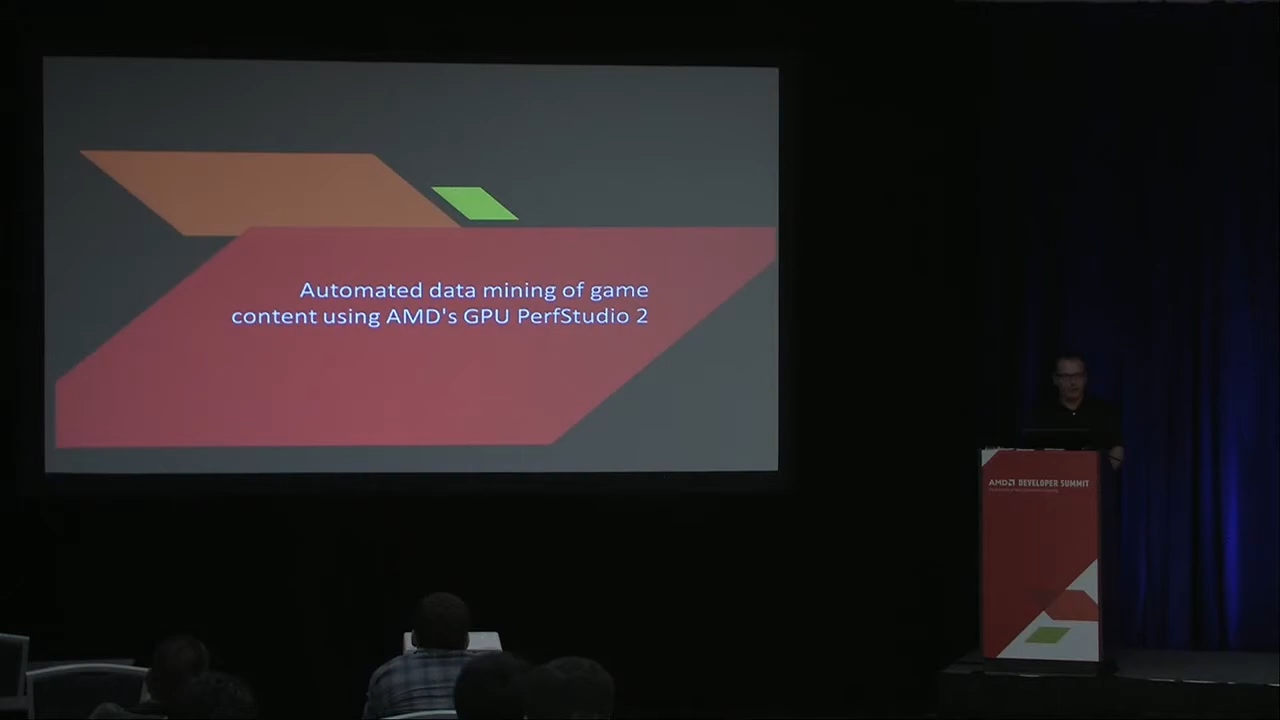 Automated data mining of game
content using AMD's GPU PerfStudio 2
AMD DEVELOPER SUMMIT